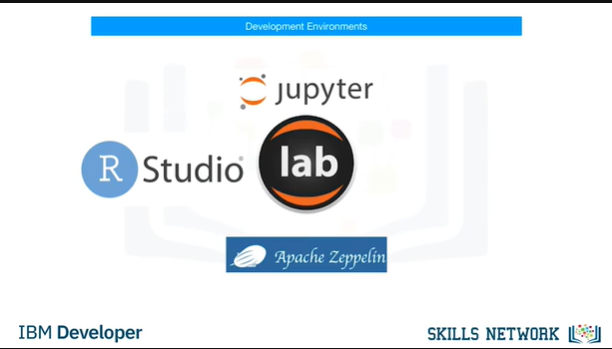 Development Environments
jupyter
R Studio
lab
Apache Zeppelin
IBM Developer
SKILLS NETWORK